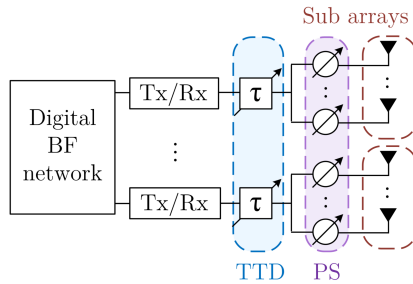 Sub arrays
Digital
BF
network
Tx/Rx
τ
Tx/Rx
τ
TTD
PS